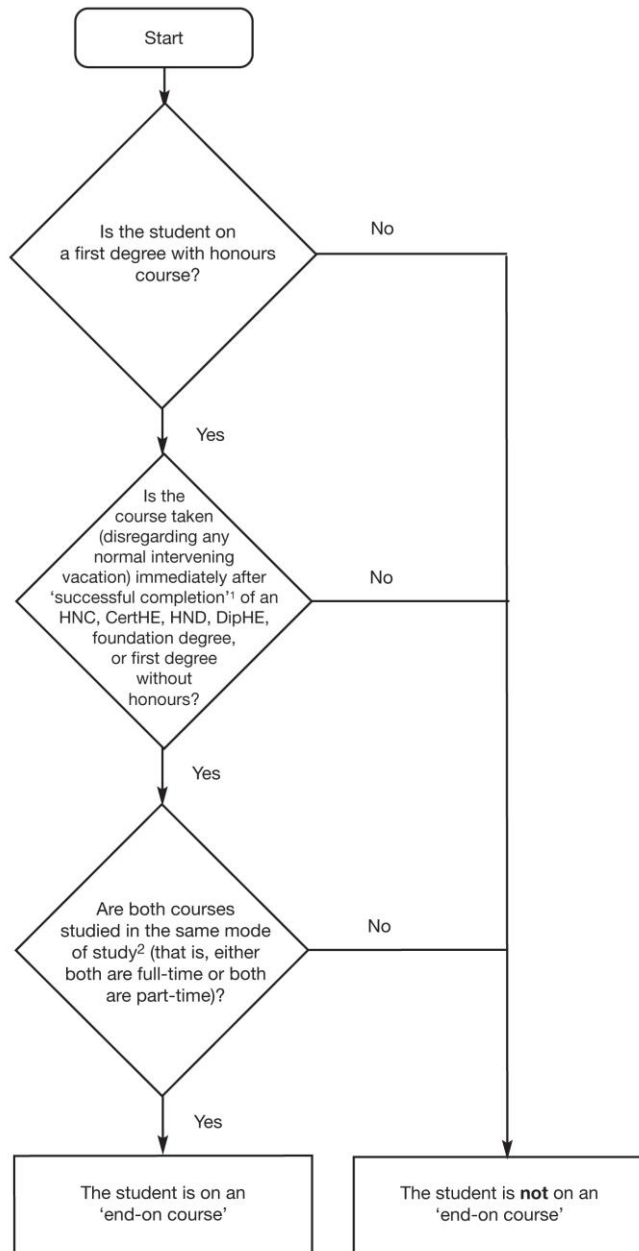 Start
Is the student on
a first degree with honours
course?
No
Yes
Is the
course taken
(disregarding any
normal intervening
vacation) immediately after
‘successful completion’¹ of an
HNC, CertHE, HND, DipHE,
foundation degree,
or first degree
without
honours?
No
Yes
Are both courses
studied in the same mode
of study² (that is, either
both are full-time or both
are part-time)?
No
Yes
The student is on an
‘end-on course’
The student is not on an
‘end-on course’